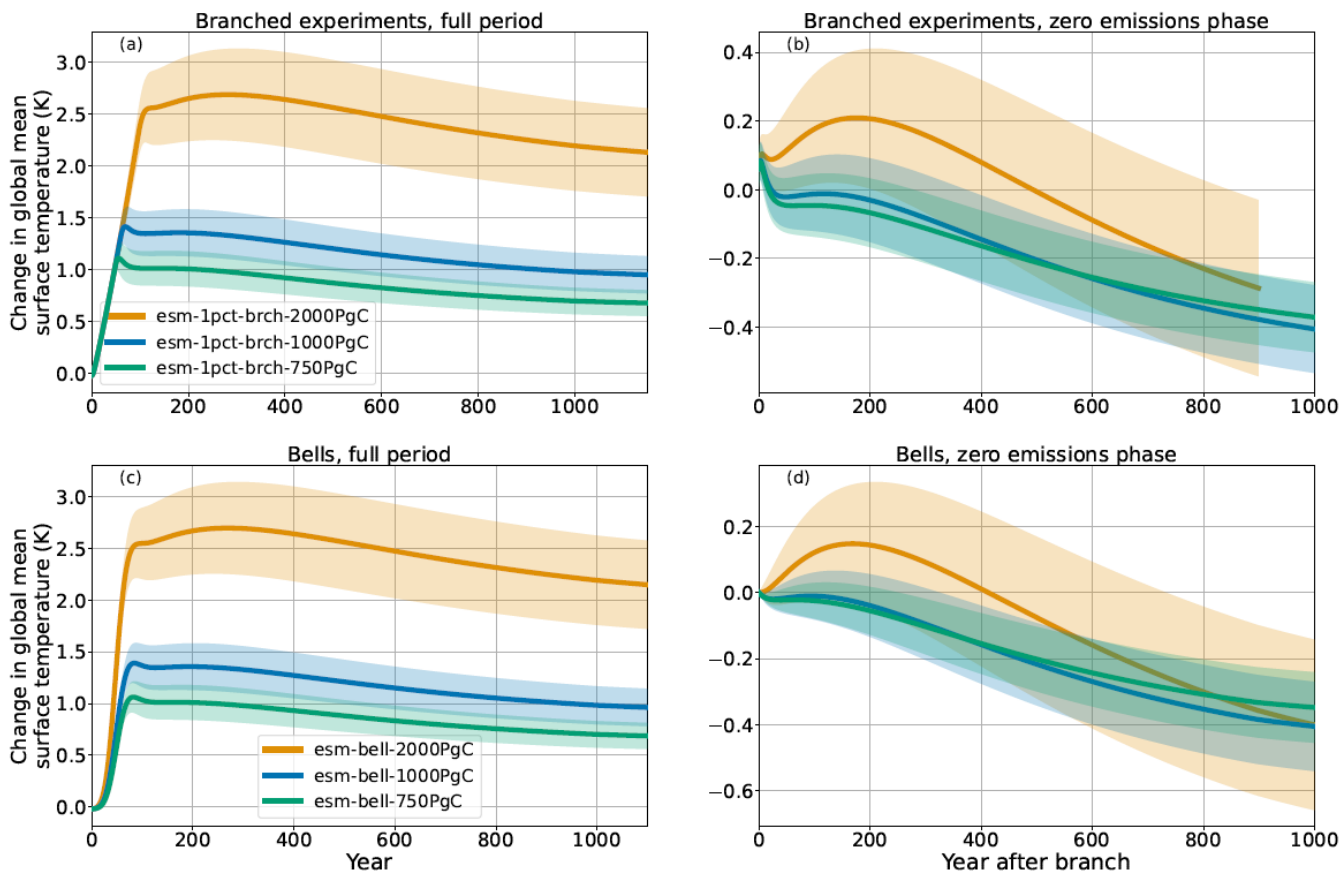 Branched experiments, full period
Branched experiments, zero emissions phase
(a)
(b)
Change in global mean
surface temperature (K)
3.0
2.5
2.0
1.5
1.0
0.5
0.0
esm-1pct-brch-2000PgC
esm-1pct-brch-1000PgC
esm-1pct-brch-750PgC
0 200 400 600 800 1000
0.4
0.2
0.0
−0.2
−0.4
0 200 400 600 800 1000
Bells, full period
Bells, zero emissions phase
(c)
(d)
Change in global mean
surface temperature (K)
3.0
2.5
2.0
1.5
1.0
0.5
0.0
esm-bell-2000PgC
esm-bell-1000PgC
esm-bell-750PgC
0 200 400 600 800 1000
Year
0.2
0.0
−0.2
−0.4
−0.6
0 200 400 600 800 1000
Year after branch